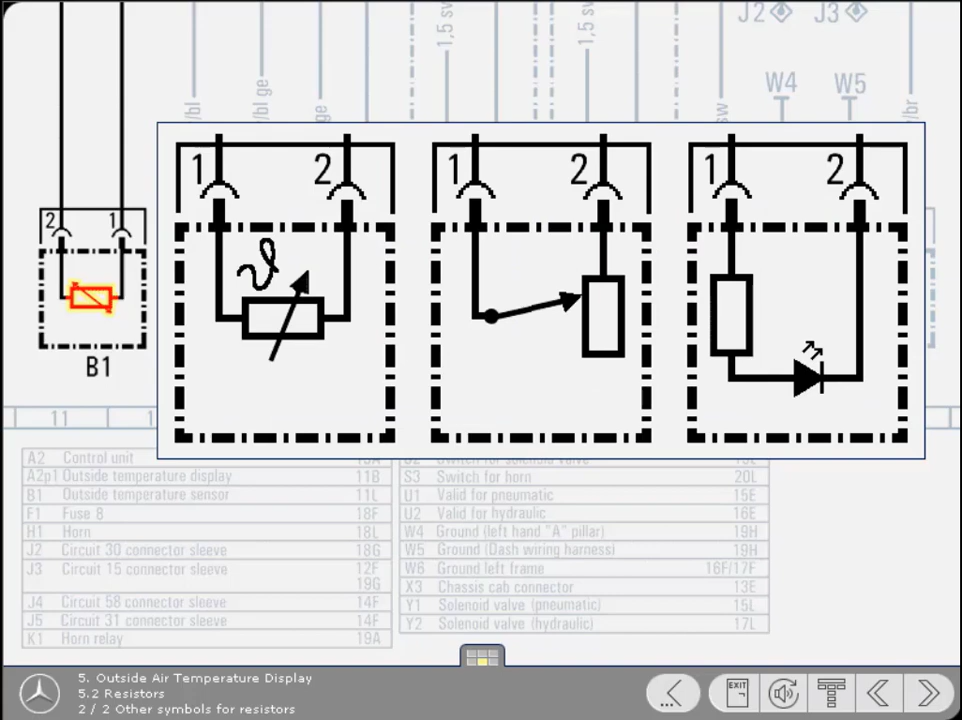 J2 J3
1,5 sw 1,5 sw
W4 W5
/bl /bl ge ge sw /br
1 2 1 2 1 2
ϑ
2 1
B1
11 1
A2 Control unit
A2p1 Outside temperature display 11B
B1 Outside temperature sensor 11L
F1 Fuse 8 18F
H1 Horn 18L
J2 Circuit 30 connector sleeve 18G
J3 Circuit 15 connector sleeve 12F
19G
J4 Circuit 58 connector sleeve 14F
J5 Circuit 31 connector sleeve 14F
K1 Horn relay 19A
Switch for solenoid valve
S3 Switch for horn 20L
U1 Valid for pneumatic 15E
U2 Valid for hydraulic 16E
W4 Ground (left hand "A" pillar) 19H
W5 Ground (Dash wiring harness) 19H
W6 Ground left frame 16F/17F
X3 Chassis cab connector 13E
Y1 Solenoid valve (pneumatic) 15L
Y2 Solenoid valve (hydraulic) 17L
5. Outside Air Temperature Display
5.2 Resistors
2 / 2 Other symbols for resistors
EXIT